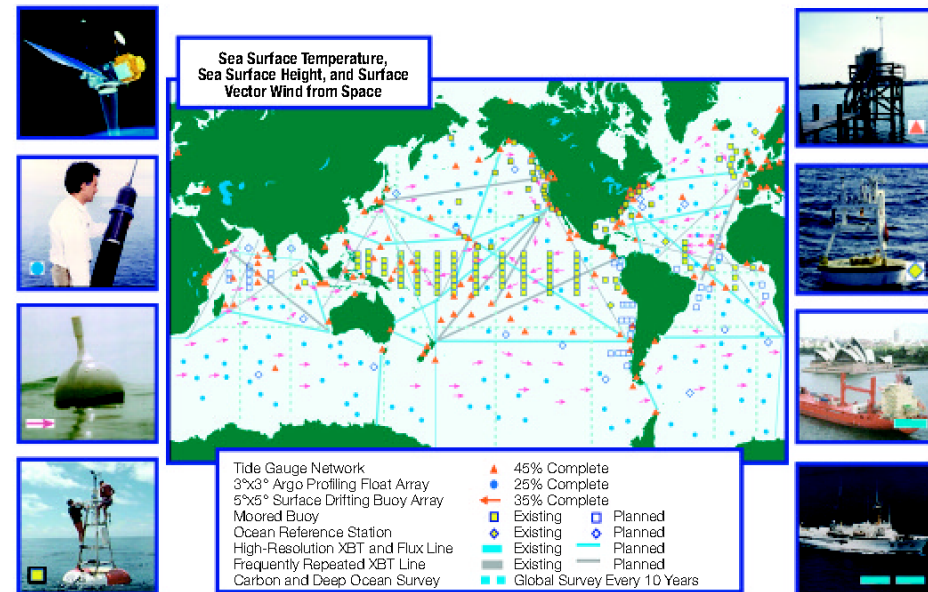 Sea Surface Temperature,
Sea Surface Height, and Surface
Vector Wind from Space
Tide Gauge Network 45% Complete
3°x3° Argo Profiling Float Array 25% Complete
5°x5° Surface Drifting Buoy Array 35% Complete
Moored Buoy Existing Planned
Ocean Reference Station Existing Planned
High-Resolution XBT and Flux Line Existing Planned
Frequently Repeated XBT Line Existing Planned
Carbon and Deep Ocean Survey Global Survey Every 10 Years